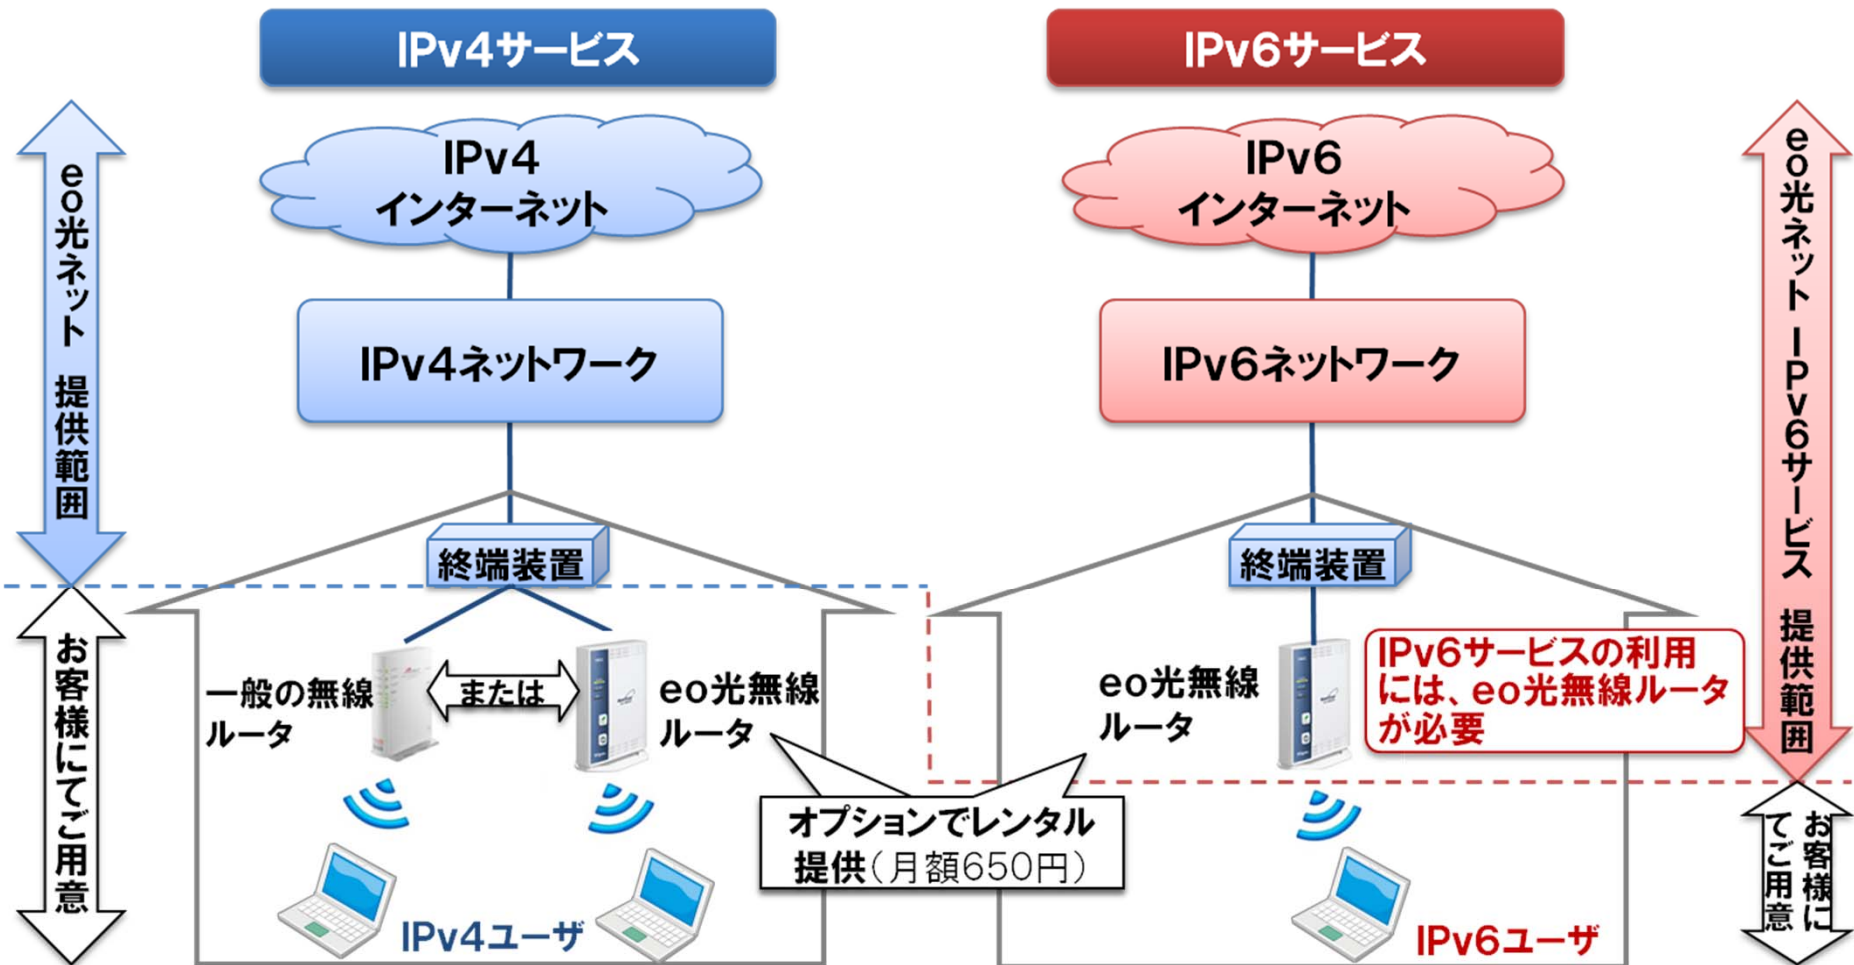 IPv4サービス
IPv6サービス
eo光ネット 提供範囲
お客様にてご用意
IPv4
インターネット
IPv4ネットワーク
終端装置
一般の無線
ルータ
または
eo光無線
ルータ
IPv4ユーザ
オプションでレンタル
提供(月額650円)
IPv6
インターネット
IPv6ネットワーク
終端装置
eo光無線
ルータ
IPv6サービスの利用
には、eo光無線ルータ
が必要
IPv6ユーザ
eo光ネット IPv6サービス 提供範囲
お客様に
てご用意